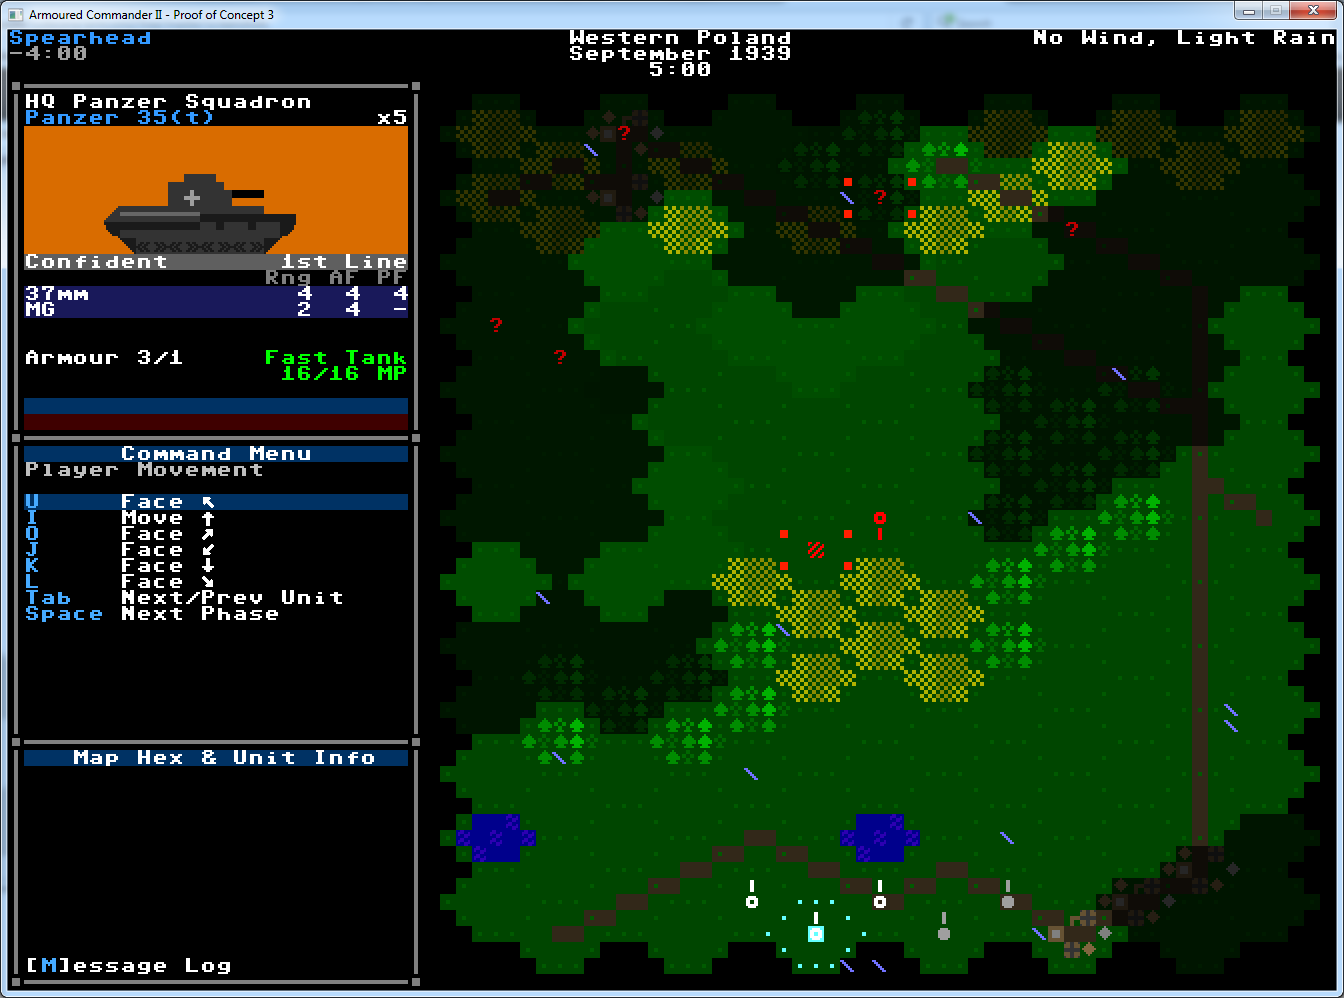 Armoured Commander II - Proof of Concept 3
Spearhead
-4:00
Western Poland
September 1939
5:00
No Wind, Light Rain
HQ Panzer Squadron
Panzer 35(t) x5
Confident 1st Line
Rng AF PF
37mm 4 4 4
MG 2 4 -
Armour 3/1 Fast Tank
16/16 MP
Command Menu
Player Movement
U Face ↖
I Move ↑
O Face ↗
J Face ↙
K Face ↓
L Face ↘
Tab Next/Prev Unit
Space Next Phase
Map Hex & Unit Info
[M]essage Log
?
?
?
?
?